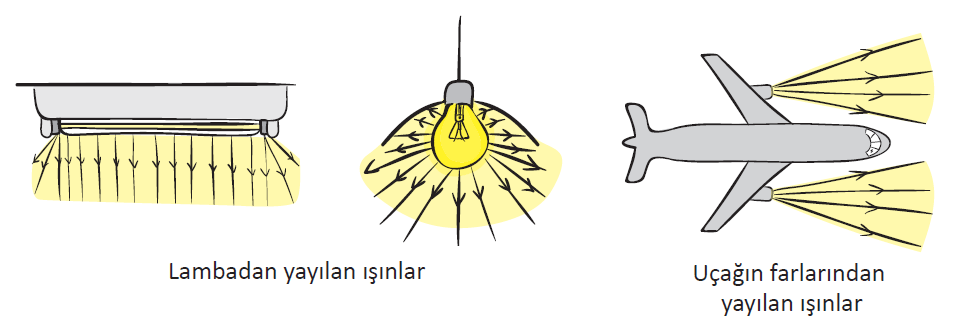 Lambadan yayılan ışınlar
Uçağın farlarından
yayılan ışınlar